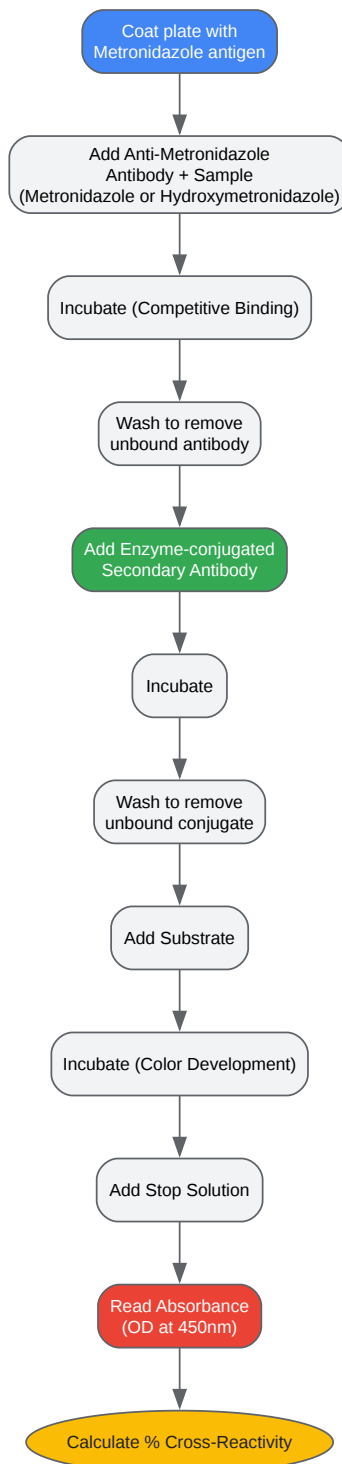 Coat plate with
Metronidazole antigen
Add Anti-Metronidazole
Antibody + Sample
(Metronidazole or Hydroxymetronidazole)
Incubate (Competitive Binding)
Wash to remove
unbound antibody
Add Enzyme-conjugated
Secondary Antibody
Incubate
Wash to remove
unbound conjugate
Add Substrate
Incubate (Color Development)
Add Stop Solution
Read Absorbance
(OD at 450nm)
Calculate % Cross-Reactivity